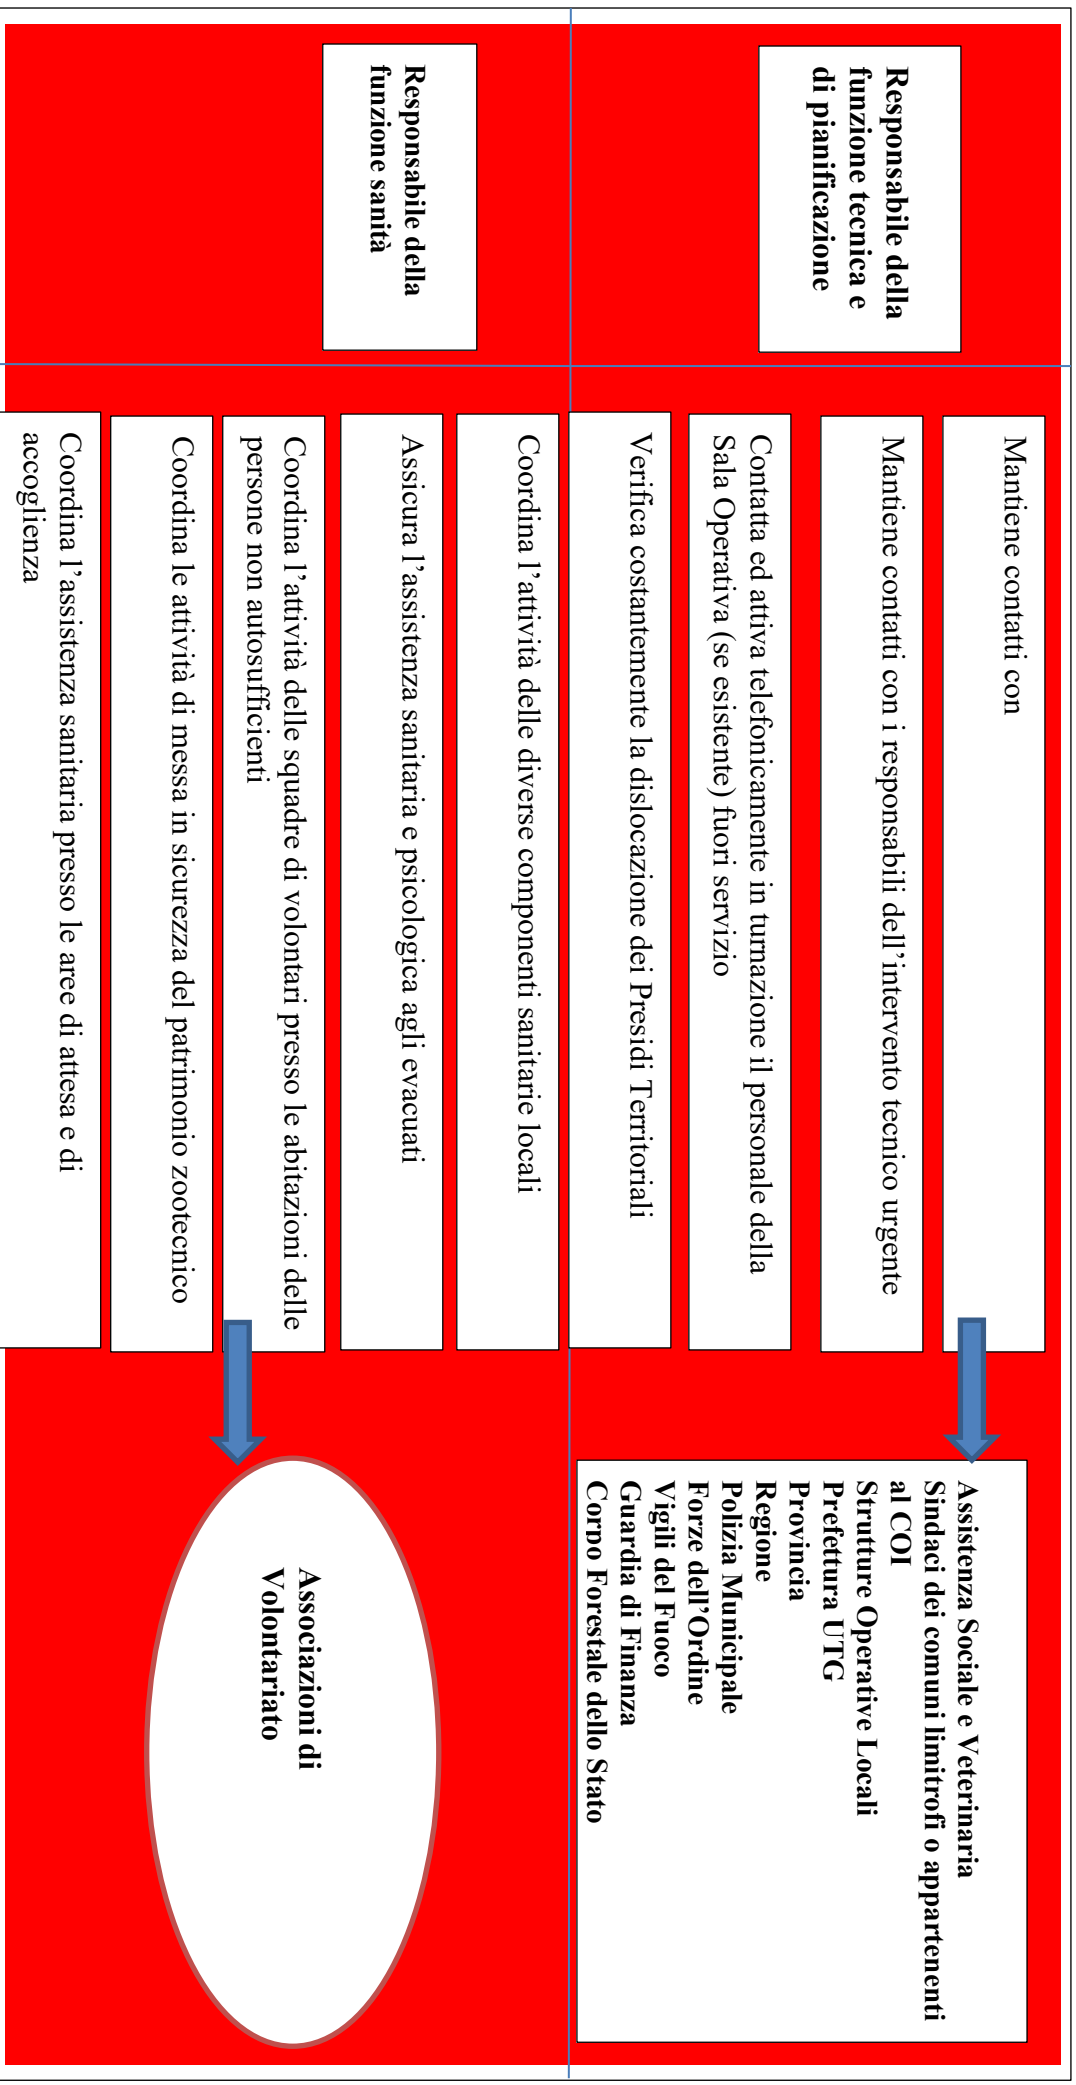 Responsabile della
funzione tecnica e
di pianificazione
Mantiene contatti con
Mantiene contatti con i responsabili dell’intervento tecnico urgente
Contatta ed attiva telefonicamente in turnazione il personale della
Sala Operativa (se esistente) fuori servizio
Verifica costantemente la dislocazione dei Presidi Territoriali
Assistenza Sociale e Veterinaria
Sindaci dei comuni limitrofi o appartenenti
al COI
Strutture Operative Locali
Prefettura UTG
Provincia
Regione
Polizia Municipale
Forze dell’Ordine
Vigili del Fuoco
Guardia di Finanza
Corpo Forestale dello Stato
Responsabile della
funzione sanità
Coordina l’attività delle diverse componenti sanitarie locali
Assicura l’assistenza sanitaria e psicologica agli evacuati
Coordina l’attività delle squadre di volontari presso le abitazioni delle
persone non autosufficienti
Coordina le attività di messa in sicurezza del patrimonio zootecnico
Coordina l’assistenza sanitaria presso le aree di attesa e di
accoglienza
Associazioni di
Volontariato